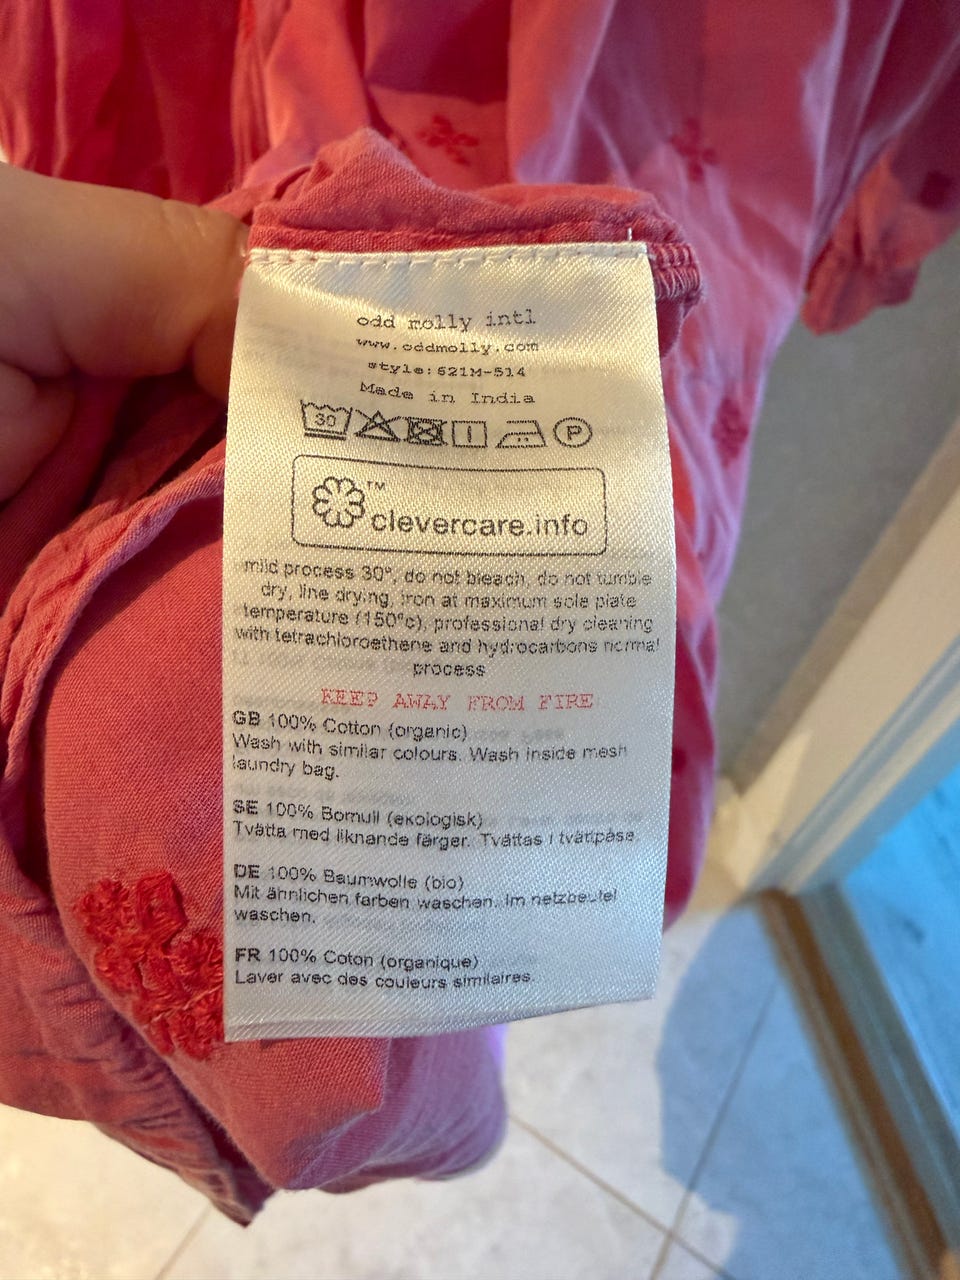 odd molly intl
www.oddmolly.com
style:621M-514
Made in India
30 P
TM
clevercare.info
mild process 30°, do not bleach, do not tumble
dry, line drying, iron at maximum sole plate
temperature (150°c), professional dry cleaning
with tetrachloroethene and hydrocarbons normal
process
KEEP AWAY FROM FIRE
GB 100% Cotton (organic)
Wash with similar colours. Wash inside mesh
laundry bag.
SE 100% Bomull (ekologisk)
Tvätta med liknande färger. Tvättas i tvättpåse.
DE 100% Baumwolle (bio)
Mit ähnlichen farben waschen. Im netzbeutel
waschen.
FR 100% Coton (organique)
Laver avec des couleurs similaires.